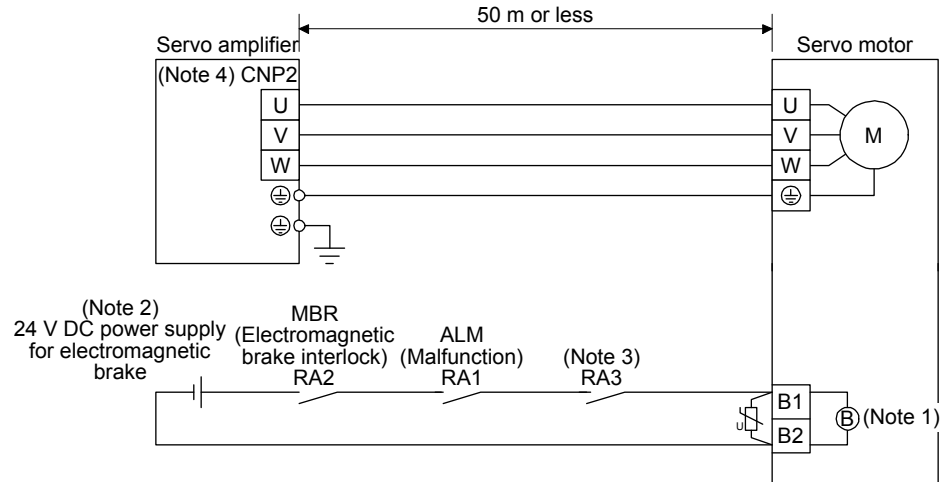 50 m or less
Servo amplifier
Servo motor
(Note 4) CNP2
U
U
V
V
M
W
W
(Note 2)
24 V DC power supply
for electromagnetic
brake
MBR
(Electromagnetic
brake interlock)
RA2
ALM
(Malfunction)
RA1
(Note 3)
RA3
U
B1
B2
B
(Note 1)